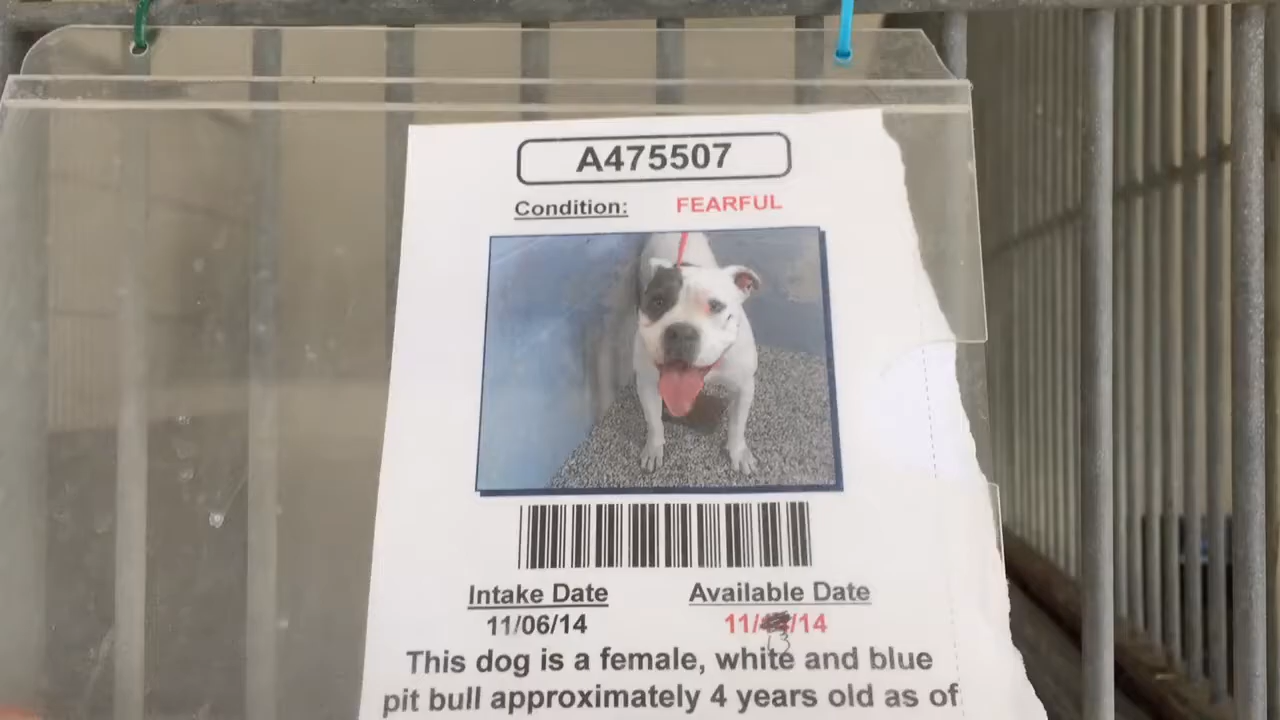 A475507
Condition: FEARFUL
Intake Date Available Date
11/06/14 11/ /14
13
This dog is a female, white and blue
pit bull approximately 4 years old as of